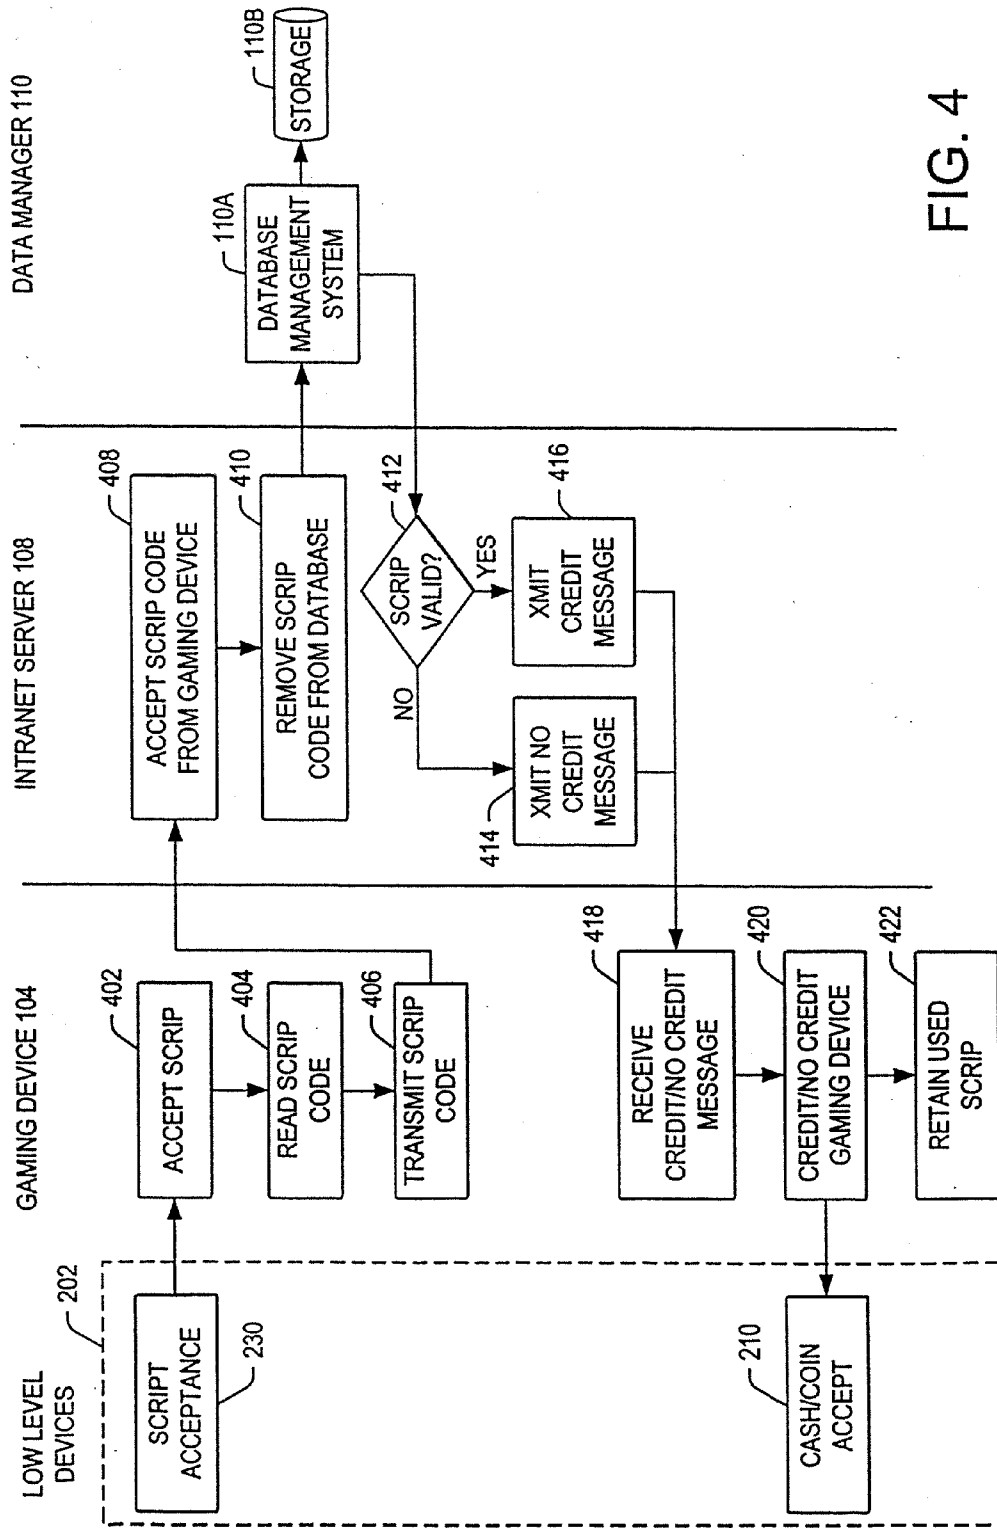 LOW LEVEL
DEVICES
202
SCRIPT
ACCEPTANCE
230
CASH/COIN
ACCEPT
210
GAMING DEVICE 104
402
ACCEPT SCRIP
404
READ SCRIP
CODE
406
TRANSMIT SCRIP
CODE
418
RECEIVE
CREDIT/NO CREDIT
MESSAGE
420
CREDIT/NO CREDIT
GAMING DEVICE
422
RETAIN USED
SCRIP
INTRANET SERVER 108
408
ACCEPT SCRIP CODE
FROM GAMING DEVICE
410
REMOVE SCRIP
CODE FROM DATABASE
412
SCRIP
VALID?
NO
YES
414
XMIT NO
CREDIT
MESSAGE
416
XMIT
CREDIT
MESSAGE
DATA MANAGER 110
110A
DATABASE
MANAGEMENT
SYSTEM
110B
STORAGE
FIG. 4